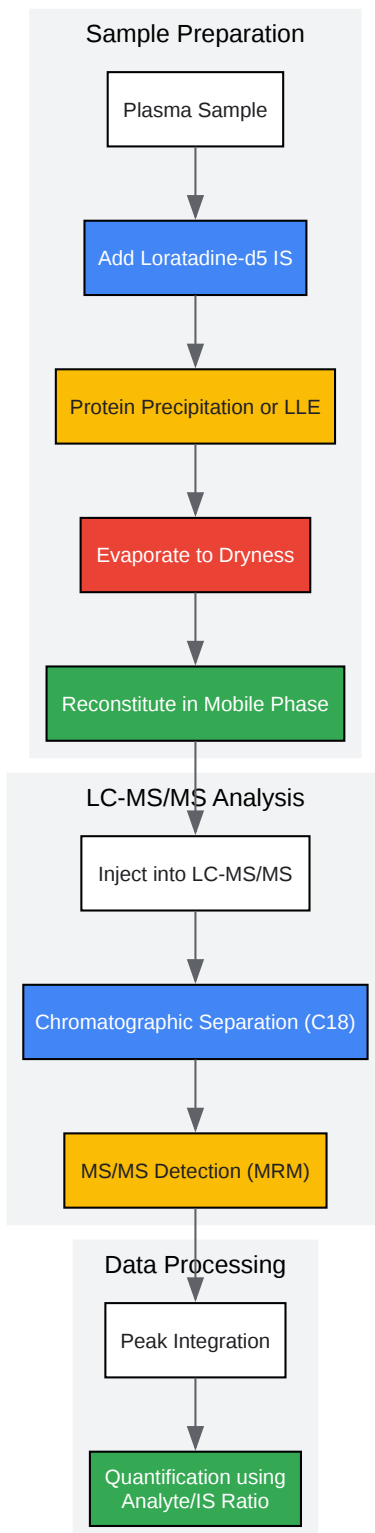 Sample Preparation
Plasma Sample
Add Loratadine-d5 IS
Protein Precipitation or LLE
Evaporate to Dryness
Reconstitute in Mobile Phase
LC-MS/MS Analysis
Inject into LC-MS/MS
Chromatographic Separation (C18)
MS/MS Detection (MRM)
Data Processing
Peak Integration
Quantification using
Analyte/IS Ratio